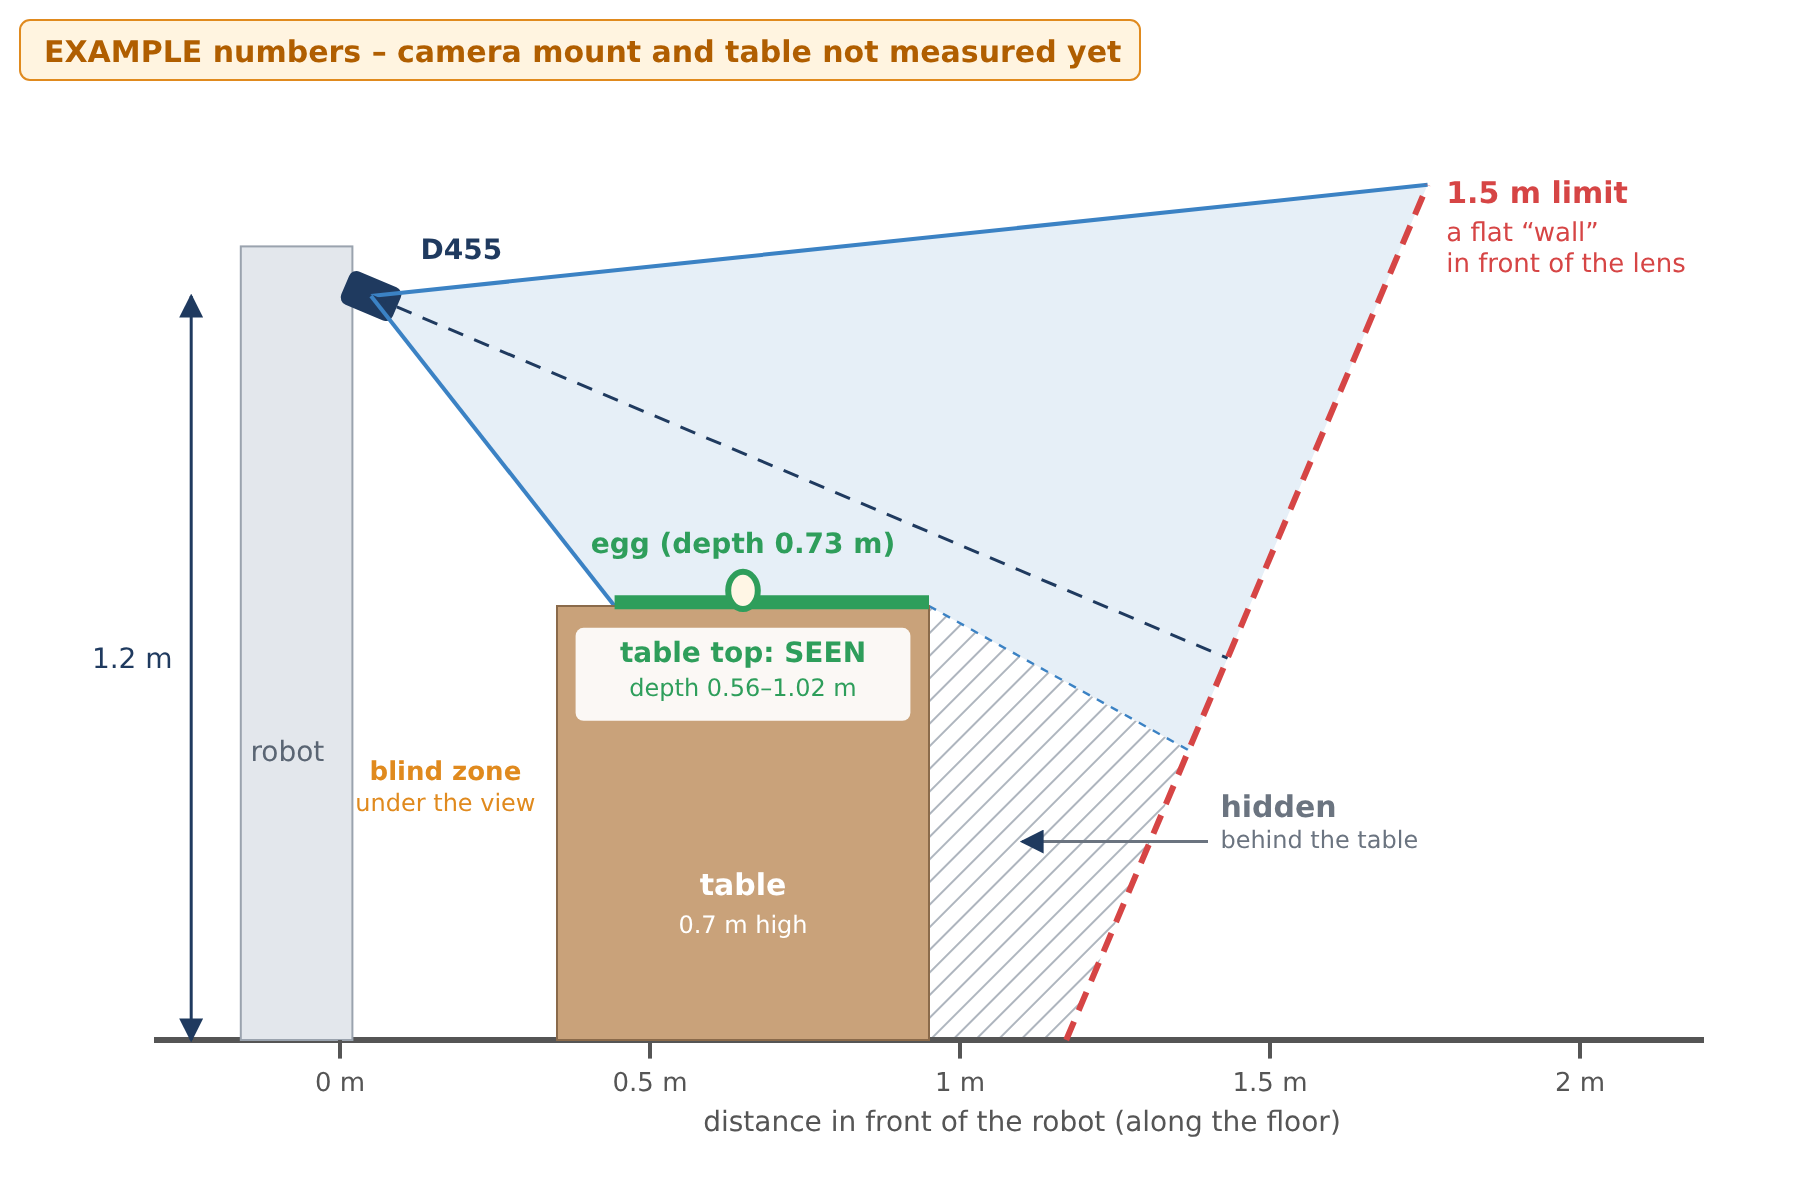 EXAMPLE numbers – camera mount and table not measured yet
D455
1.5 m limit
a flat “wall”
in front of the lens
egg (depth 0.73 m)
table top: SEEN
depth 0.56–1.02 m
1.2 m
robot
blind zone
under the view
hidden
behind the table
table
0.7 m high
0 m
0.5 m
1 m
1.5 m
2 m
distance in front of the robot (along the floor)